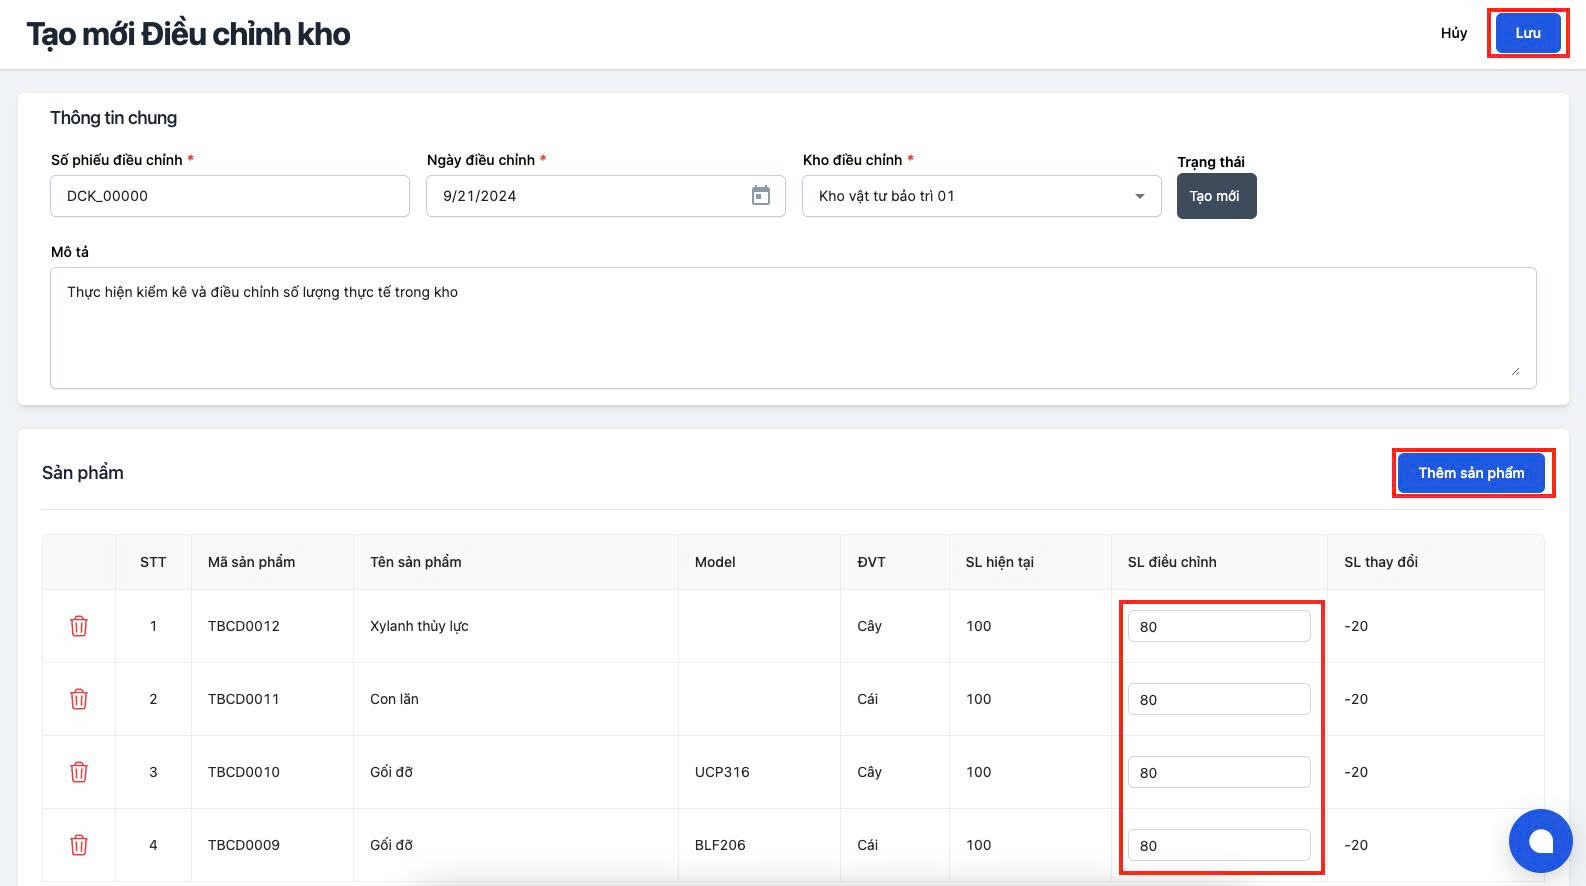 Tạo mới Điều chỉnh kho
Hủy
Lưu
Thông tin chung
Số phiếu điều chỉnh *
Ngày điều chỉnh *
Kho điều chỉnh *
Trạng thái
DCK_00000
9/21/2024
Kho vật tư bảo trì 01
Tạo mới
Mô tả
Thực hiện kiểm kê và điều chỉnh số lượng thực tế trong kho
Sản phẩm
Thêm sản phẩm
STT Mã sản phẩm Tên sản phẩm Model ĐVT SL hiện tại SL điều chỉnh SL thay đổi
1 TBCD0012 Xylanh thủy lực Cây 100 80 -20
2 TBCD0011 Con lăn Cái 100 80 -20
3 TBCD0010 Gối đỡ UCP316 Cây 100 80 -20
4 TBCD0009 Gối đỡ BLF206 Cái 100 80 -20